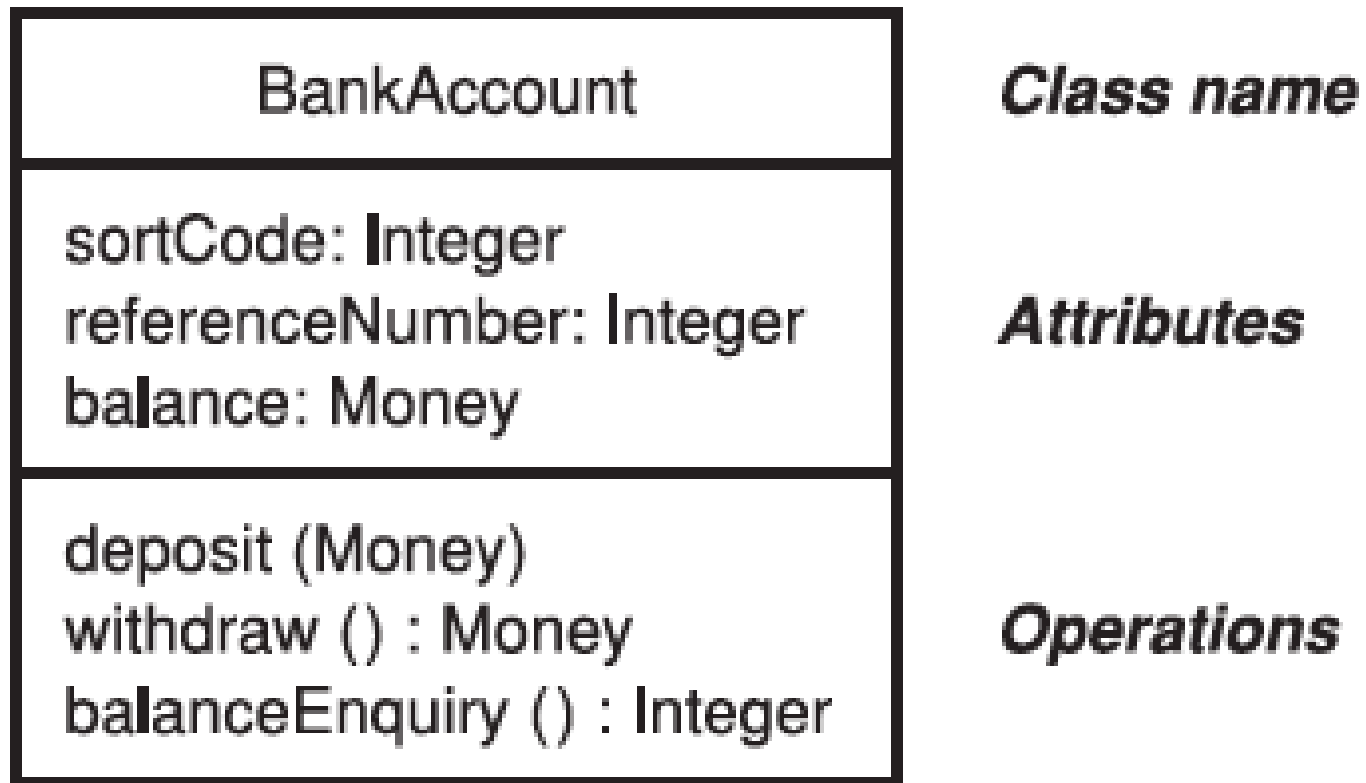 BankAccount
Class name
sortCode: Integer
referenceNumber: Integer
balance: Money
Attributes
deposit (Money)
withdraw () : Money
balanceEnquiry () : Integer
Operations